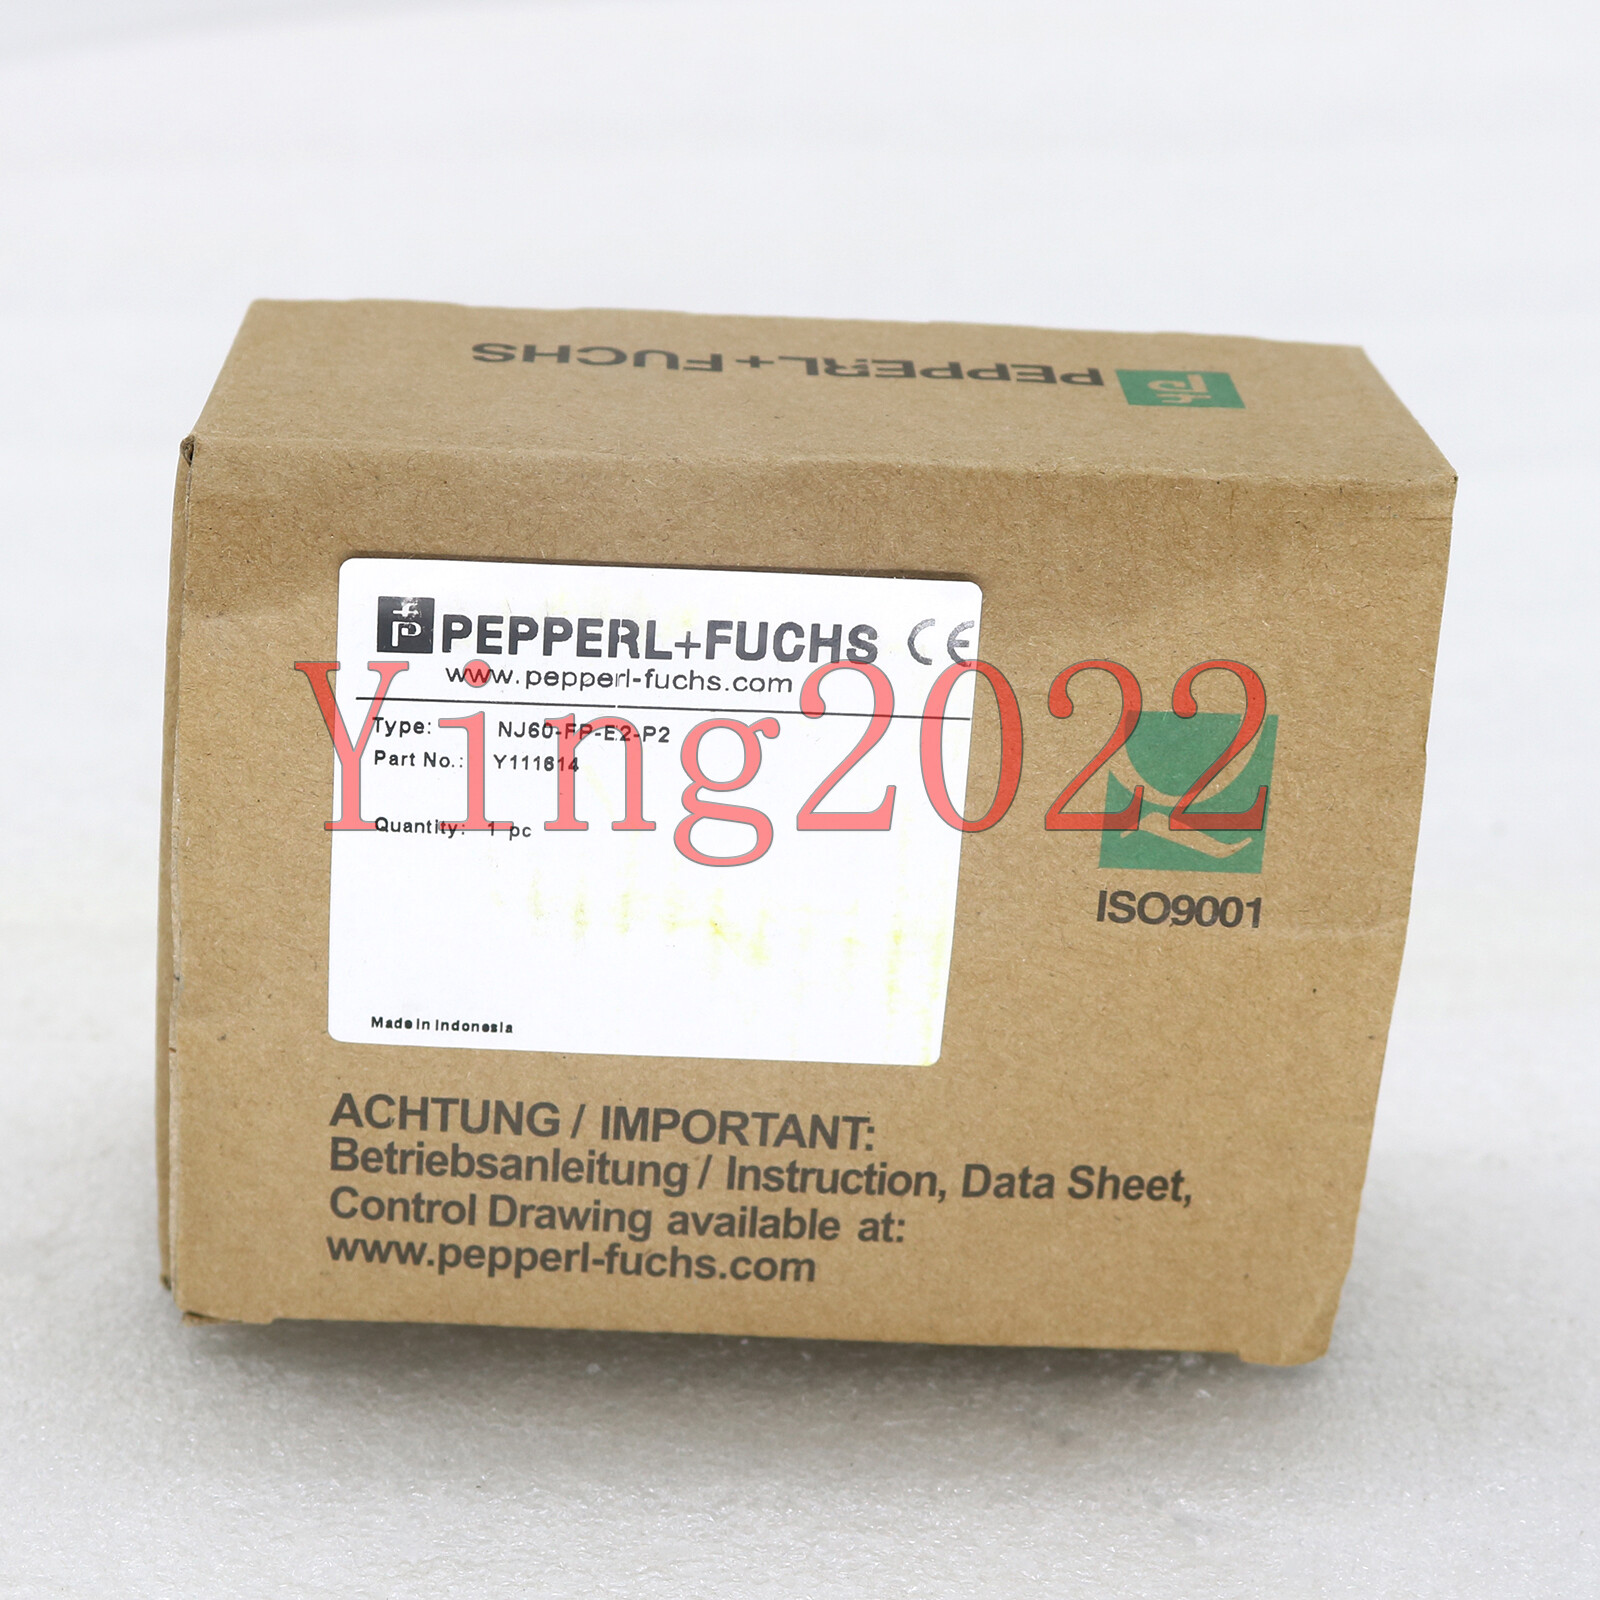 PEPPERL+FUCHS
PEPPERL+FUCHS CE
www.pepperl-fuchs.com
Type: NJ60-FP-E2-P2
Part No.: Y111614
Quantity: 1 pc
Made in Indonesia
Ying2022
ISO9001
ACHTUNG / IMPORTANT:
Betriebsanleitung / Instruction, Data Sheet,
Control Drawing available at:
www.pepperl-fuchs.com